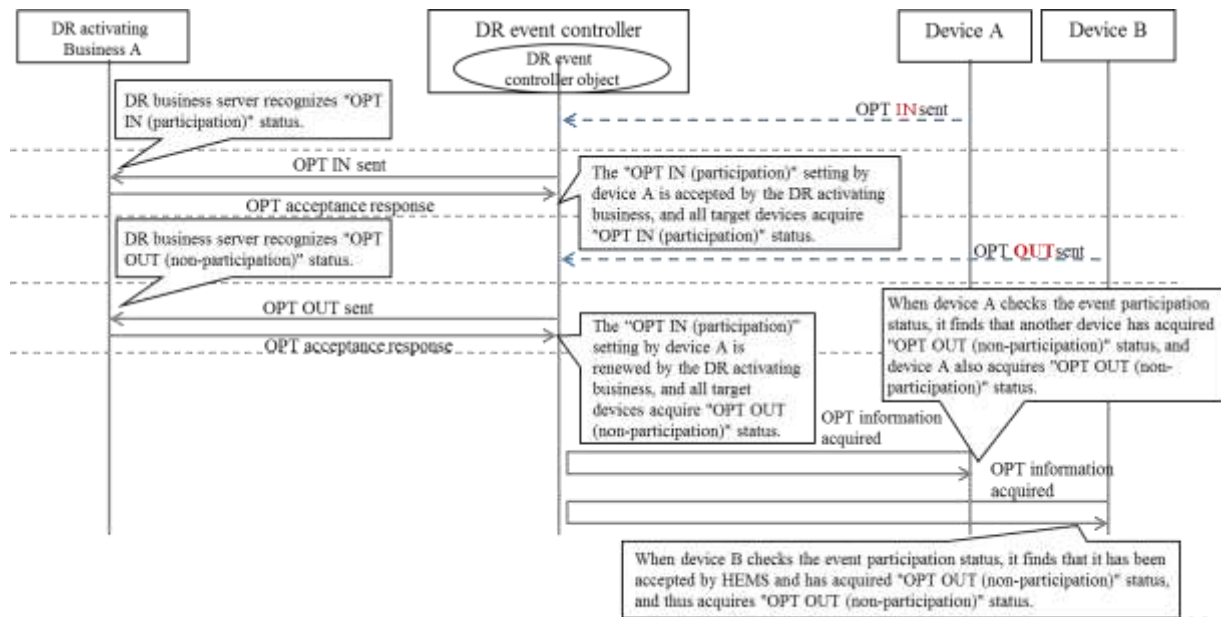 DR activating
Business A
DR event controller
DR event
controller object
Device A
Device B
DR business server recognizes "OPT
IN (participation)" status.
OPT IN sent
OPT IN sent
OPT acceptance response
The "OPT IN (participation)" setting by
device A is accepted by the DR activating
business, and all target devices acquire
"OPT IN (participation)" status.
DR business server recognizes "OPT
OUT (non-participation)" status.
OPT OUT sent
OPT OUT sent
OPT acceptance response
The "OPT IN (participation)"
setting by device A is
renewed by the DR activating
business, and all target
devices acquire "OPT OUT
(non-participation)" status.
When device A checks the event participation
status, it finds that another device has acquired
"OPT OUT (non-participation)" status, and
device A also acquires "OPT OUT (non-
participation)" status.
OPT information
acquired
OPT information
acquired
When device B checks the event participation status, it finds that it has been
accepted by HEMS and has acquired "OPT OUT (non-participation)" status,
and thus acquires "OPT OUT (non-participation)" status.